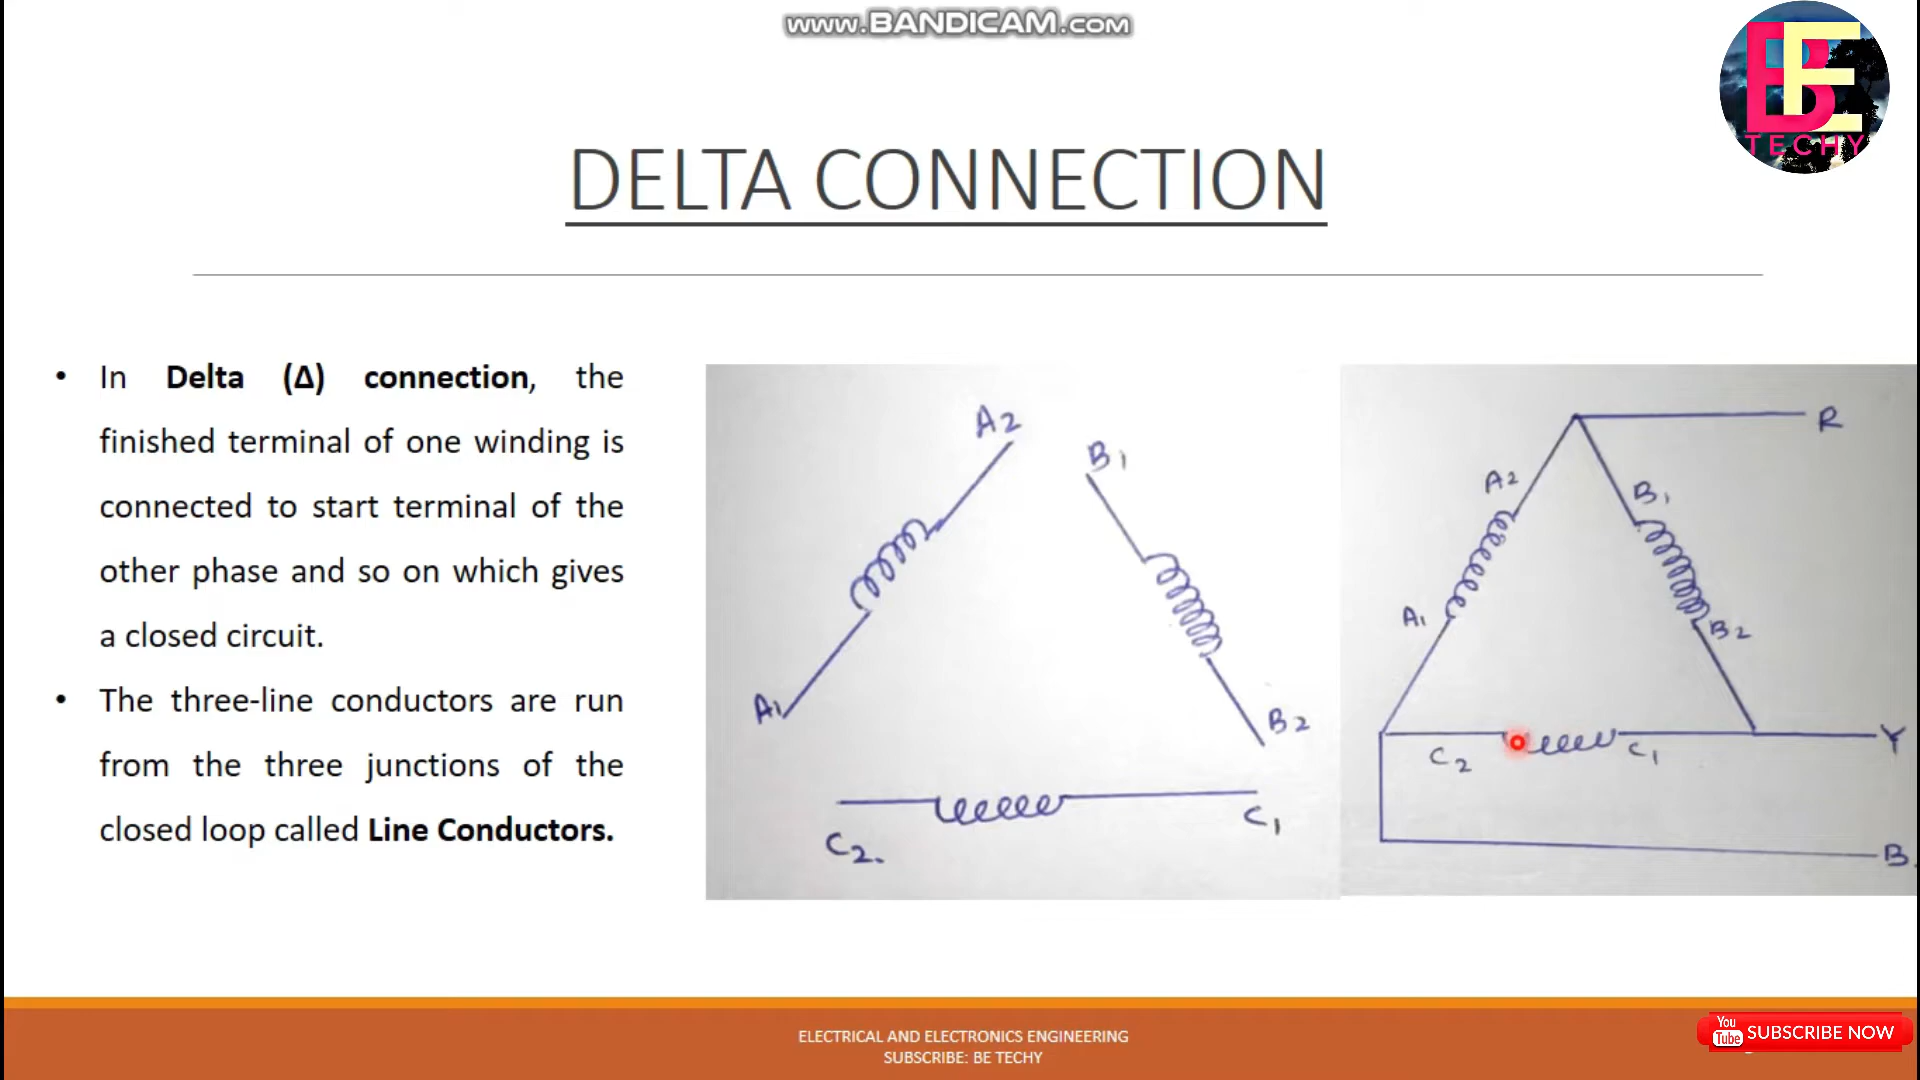 www.BANDICAM.com
BE
TECHY
DELTA CONNECTION
• In Delta (Δ) connection, the
finished terminal of one winding is
connected to start terminal of the
other phase and so on which gives
a closed circuit.
• The three-line conductors are run
from the three junctions of the
closed loop called Line Conductors.
A2
B1
A1
B2
C2.
C1
R
A2
B1
A1
B2
C2
C1
Y
B
ELECTRICAL AND ELECTRONICS ENGINEERING
SUBSCRIBE: BE TECHY
You
Tube
SUBSCRIBE NOW